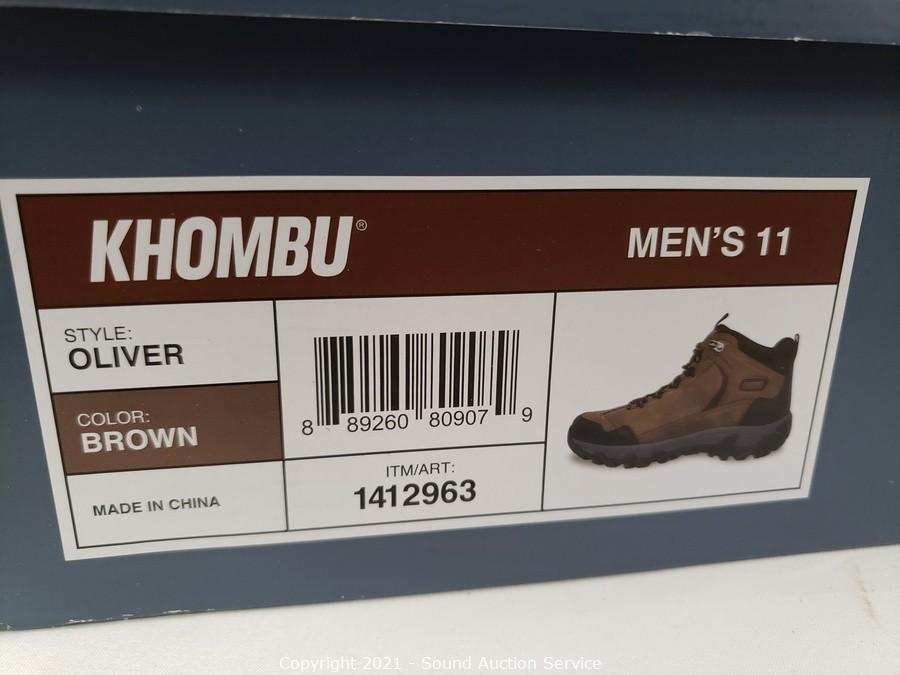 KHOMBU®
MEN'S 11
STYLE:
OLIVER
COLOR:
BROWN
MADE IN CHINA
8 89260 80907 9
ITM/ART:
1412963
Copyright 2021 - Sound Auction Service